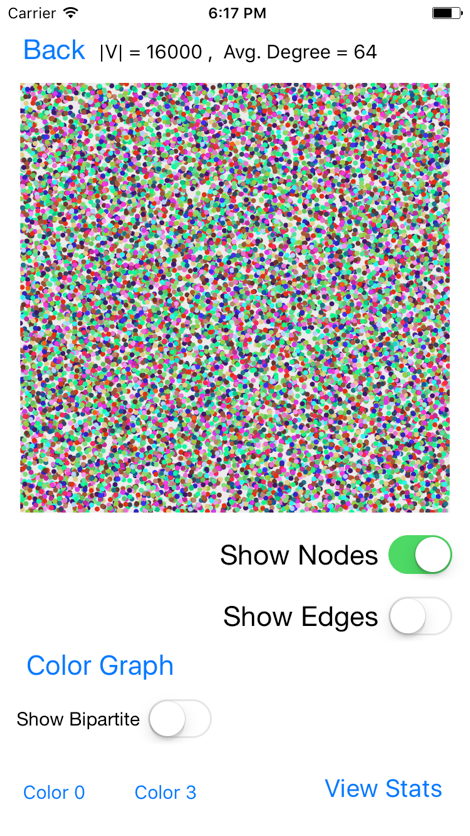 Carrier 6:17 PM
Back |V| = 16000 , Avg. Degree = 64
Show Nodes
Show Edges
Color Graph
Show Bipartite
Color 0 Color 3 View Stats